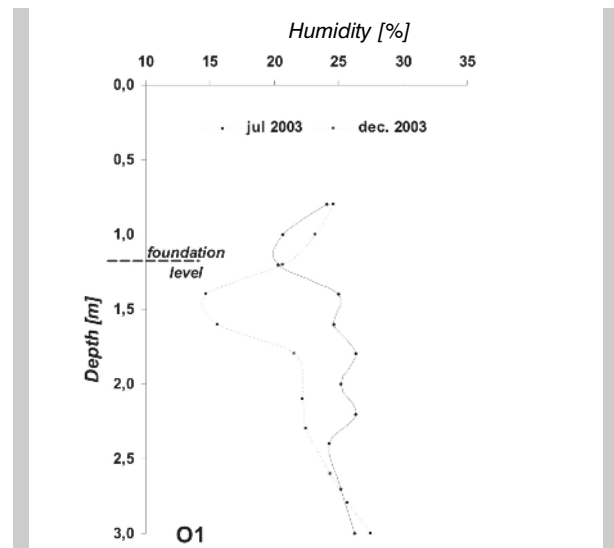 Humidity [%]
10 15 20 25 30 35
0,0
jul 2003 dec. 2003
0,5
1,0
foundation
level
1,5
Depth [m]
2,0
2,5
3,0
O1